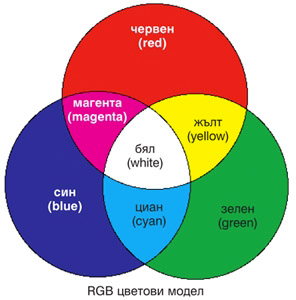 червен
(red)
магента
(magenta)
жълт
(yellow)
бял
(white)
син
(blue)
циан
(cyan)
зелен
(green)
RGB цветови модел